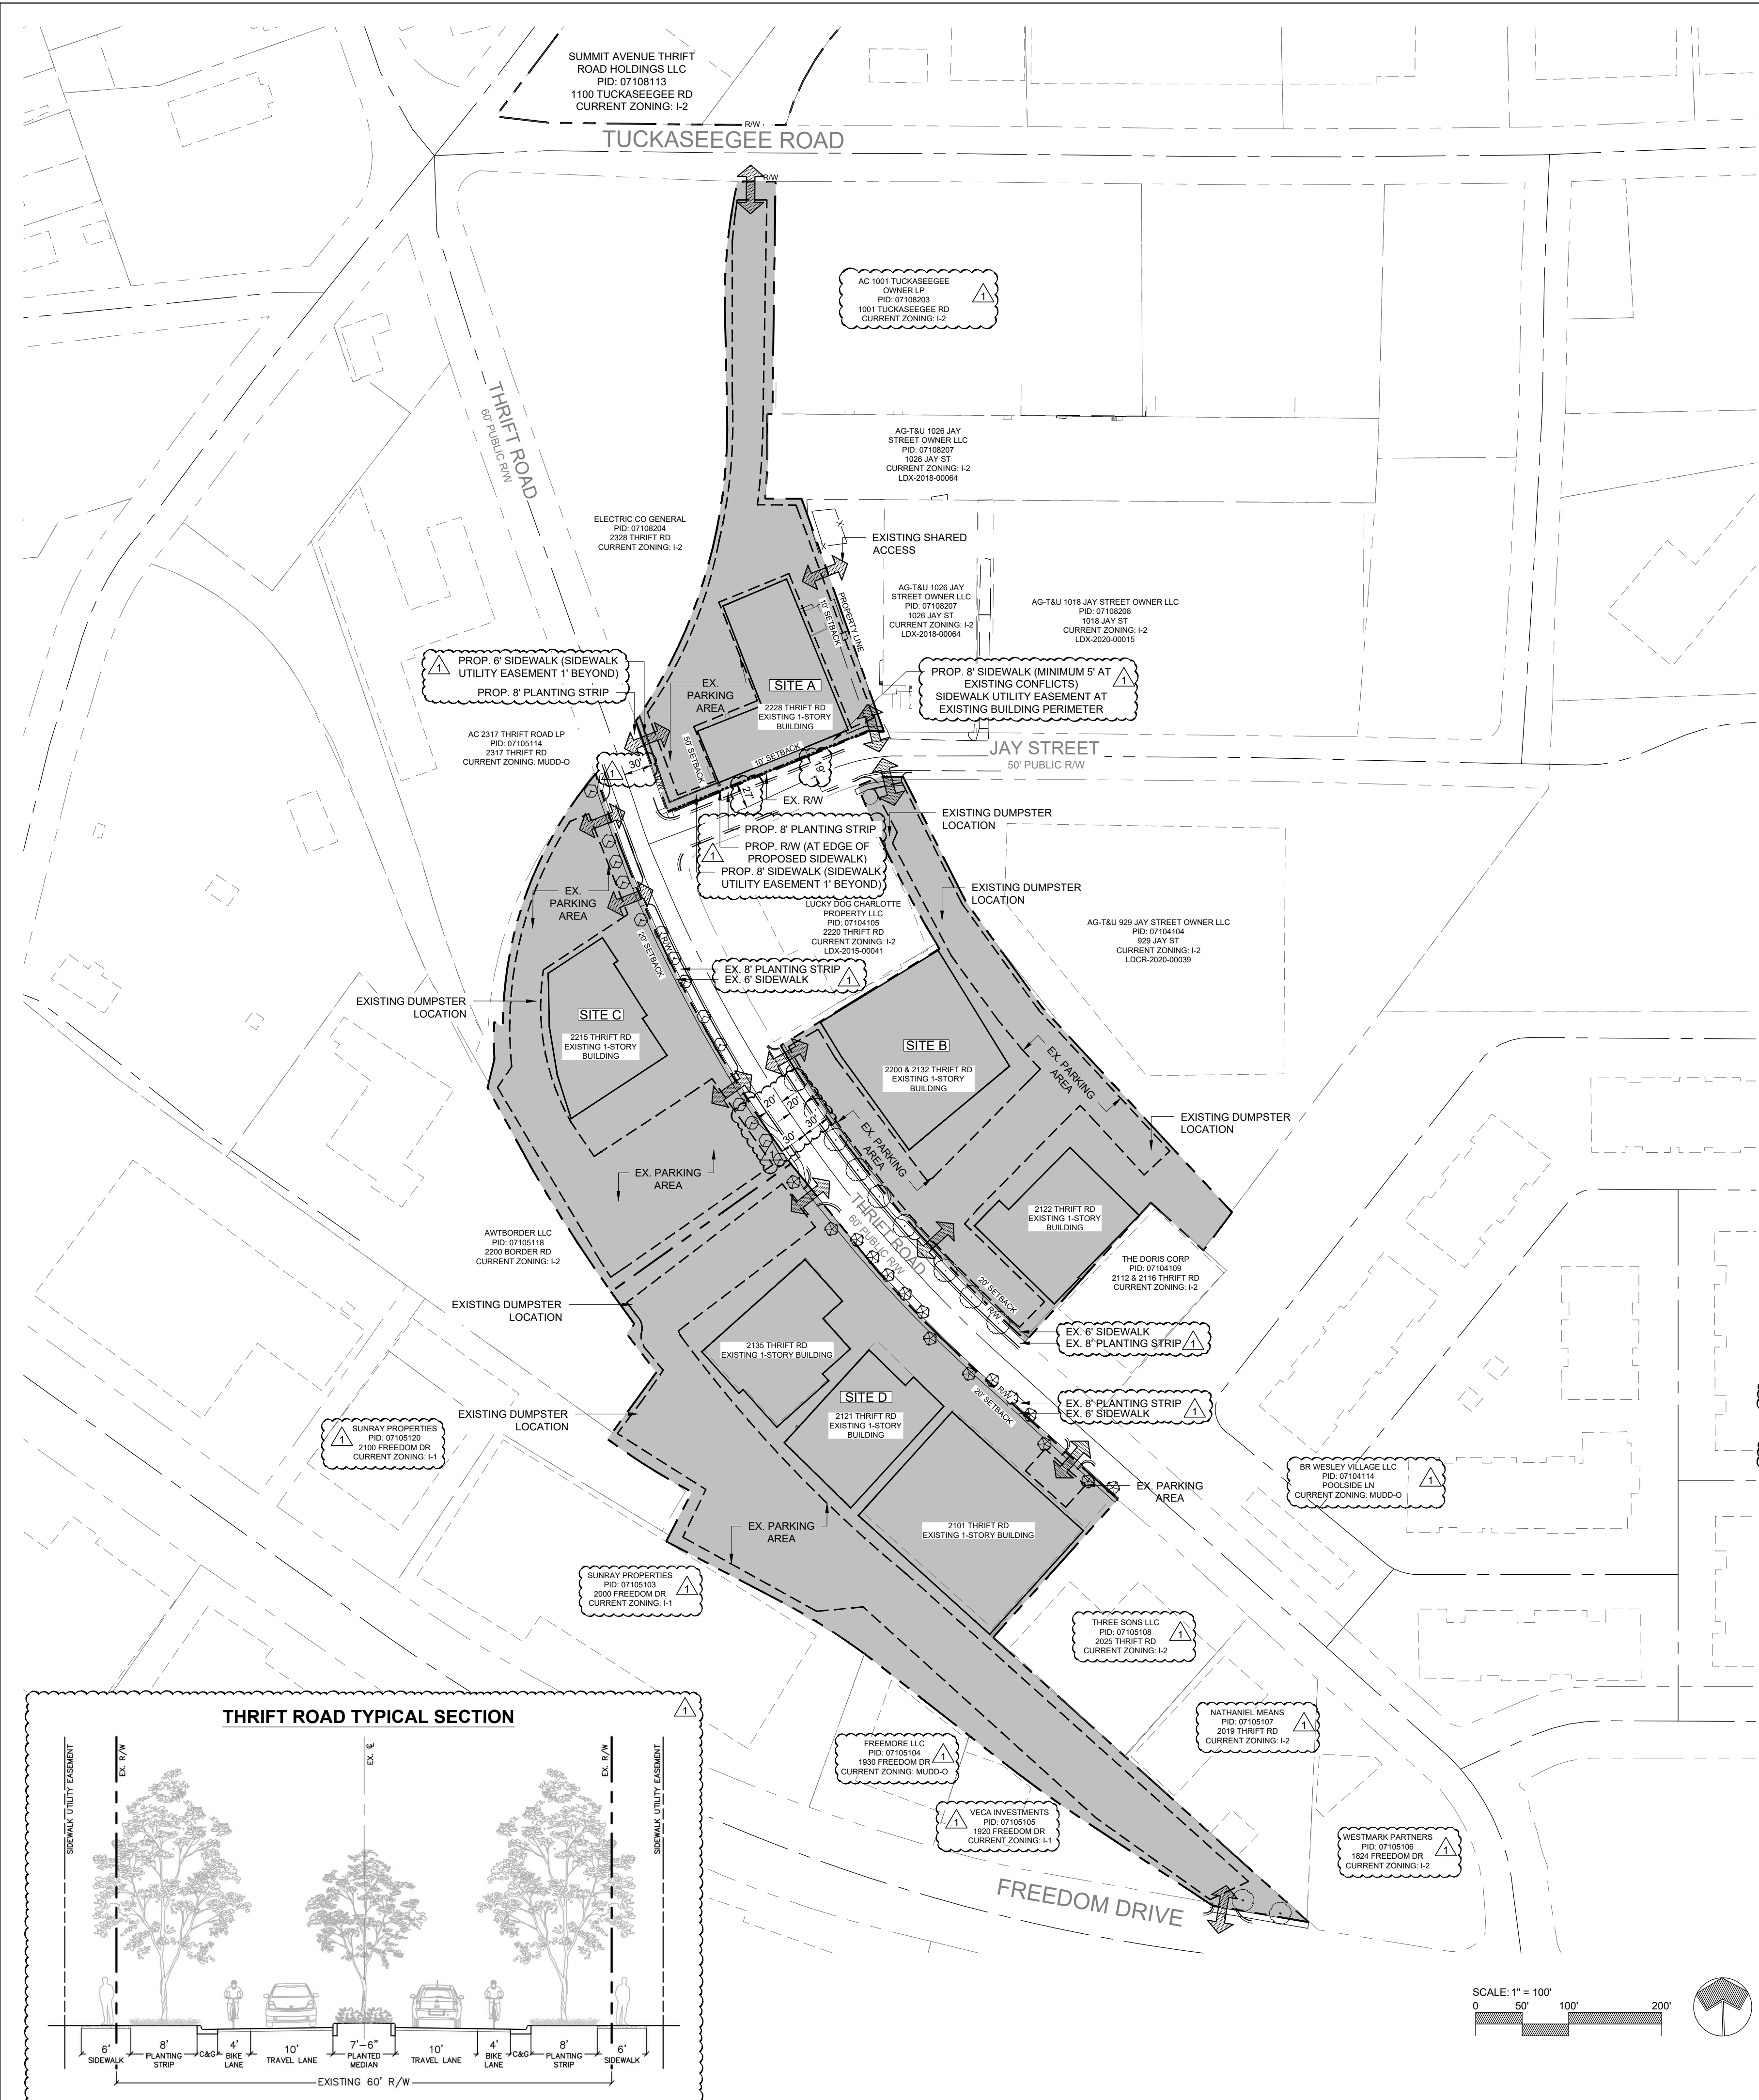 SUMMIT AVENUE THRIFT
ROAD HOLDINGS LLC
PID: 07108113
1100 TUCKASEEGEE RD
CURRENT ZONING: I-2
R/W
TUCKASEEGEE ROAD
R/W
AC 1001 TUCKASEEGEE
OWNER LP
PID: 07108203
1001 TUCKASEEGEE RD
CURRENT ZONING: I-2
1
THRIFT ROAD
60' PUBLIC R/W
AG-T&U 1026 JAY
STREET OWNER LLC
PID: 07108207
1026 JAY ST
CURRENT ZONING: I-2
LDX-2018-00064
ELECTRIC CO GENERAL
PID: 07108204
2328 THRIFT RD
CURRENT ZONING: I-2
X
X
EXISTING SHARED
ACCESS
AG-T&U 1026 JAY
STREET OWNER LLC
PID: 07108207
1026 JAY ST
CURRENT ZONING: I-2
LDX-2018-00064
AG-T&U 1018 JAY STREET OWNER LLC
PID: 07108208
1018 JAY ST
CURRENT ZONING: I-2
LDX-2020-00015
10' SETBACK
PROPERTY LINE
1
PROP. 6' SIDEWALK (SIDEWALK
UTILITY EASEMENT 1' BEYOND)
PROP. 8' PLANTING STRIP
EX.
PARKING
AREA
SITE A
2228 THRIFT RD
EXISTING 1-STORY
BUILDING
PROP. 8' SIDEWALK (MINIMUM 5' AT
EXISTING CONFLICTS)
SIDEWALK UTILITY EASEMENT AT
EXISTING BUILDING PERIMETER
1
AC 2317 THRIFT ROAD LP
PID: 07105114
2317 THRIFT RD
CURRENT ZONING: MUDD-O
50' SETBACK
10' SETBACK
JAY STREET
50' PUBLIC R/W
30'
1
R/W
19'
27'
EX. R/W
PROP. 8' PLANTING STRIP
PROP. R/W (AT EDGE OF
PROPOSED SIDEWALK)
1
PROP. 8' SIDEWALK (SIDEWALK
UTILITY EASEMENT 1' BEYOND)
EXISTING DUMPSTER
LOCATION
EXISTING DUMPSTER
LOCATION
EX.
PARKING
AREA
LUCKY DOG CHARLOTTE
PROPERTY LLC
PID: 07104105
2220 THRIFT RD
CURRENT ZONING: I-2
LDX-2015-00041
AG-T&U 929 JAY STREET OWNER LLC
PID: 07104104
929 JAY ST
CURRENT ZONING: I-2
LDCR-2020-00039
20' SETBACK
R/W
EX. 8' PLANTING STRIP
EX. 6' SIDEWALK
1
EXISTING DUMPSTER
LOCATION
SITE C
2215 THRIFT RD
EXISTING 1-STORY
BUILDING
SITE B
2200 & 2132 THRIFT RD
EXISTING 1-STORY
BUILDING
EX. PARKING
AREA
20'
20'
30'
30'
1
EX. PARKING
AREA
EXISTING DUMPSTER
LOCATION
EX. PARKING
AREA
THRIFT ROAD
60' PUBLIC R/W
2122 THRIFT RD
EXISTING 1-STORY
BUILDING
AWTBORDER LLC
PID: 07105118
2200 BORDER RD
CURRENT ZONING: I-2
THE DORIS CORP
PID: 07104109
2112 & 2116 THRIFT RD
CURRENT ZONING: I-2
20' SETBACK
R/W
EXISTING DUMPSTER
LOCATION
EX. 6' SIDEWALK
EX. 8' PLANTING STRIP
1
2135 THRIFT RD
EXISTING 1-STORY BUILDING
SITE D
2121 THRIFT RD
EXISTING 1-STORY
BUILDING
R/W
20' SETBACK
EX. 8' PLANTING STRIP
EX. 6' SIDEWALK
1
EXISTING DUMPSTER
LOCATION
1
SUNRAY PROPERTIES
PID: 07105120
2100 FREEDOM DR
CURRENT ZONING: I-1
BR WESLEY VILLAGE LLC
PID: 07104114
POOLSIDE LN
CURRENT ZONING: MUDD-O
1
EX. PARKING
AREA
EX. PARKING
AREA
2101 THRIFT RD
EXISTING 1-STORY BUILDING
SUNRAY PROPERTIES
PID: 07105103
2000 FREEDOM DR
CURRENT ZONING: I-1
1
THREE SONS LLC
PID: 07105108
2025 THRIFT RD
CURRENT ZONING: I-2
1
NATHANIEL MEANS
PID: 07105107
2019 THRIFT RD
CURRENT ZONING: I-2
1
FREEMORE LLC
PID: 07105104
1930 FREEDOM DR
CURRENT ZONING: MUDD-O
1
1
VECA INVESTMENTS
PID: 07105105
1920 FREEDOM DR
CURRENT ZONING: I-1
WESTMARK PARTNERS
PID: 07105106
1824 FREEDOM DR
CURRENT ZONING: I-2
1
FREEDOM DRIVE
THRIFT ROAD TYPICAL SECTION
1
SIDEWALK UTILITY EASEMENT
EX. R/W
EX. ℄
EX. R/W
SIDEWALK UTILITY EASEMENT
6'
SIDEWALK
8'
PLANTING
STRIP
C&G
4'
BIKE
LANE
10'
TRAVEL LANE
7'-6"
PLANTED
MEDIAN
10'
TRAVEL LANE
4'
BIKE
LANE
C&G
8'
PLANTING
STRIP
6'
SIDEWALK
EXISTING 60' R/W
SCALE: 1" = 100'
0 50' 100' 200'